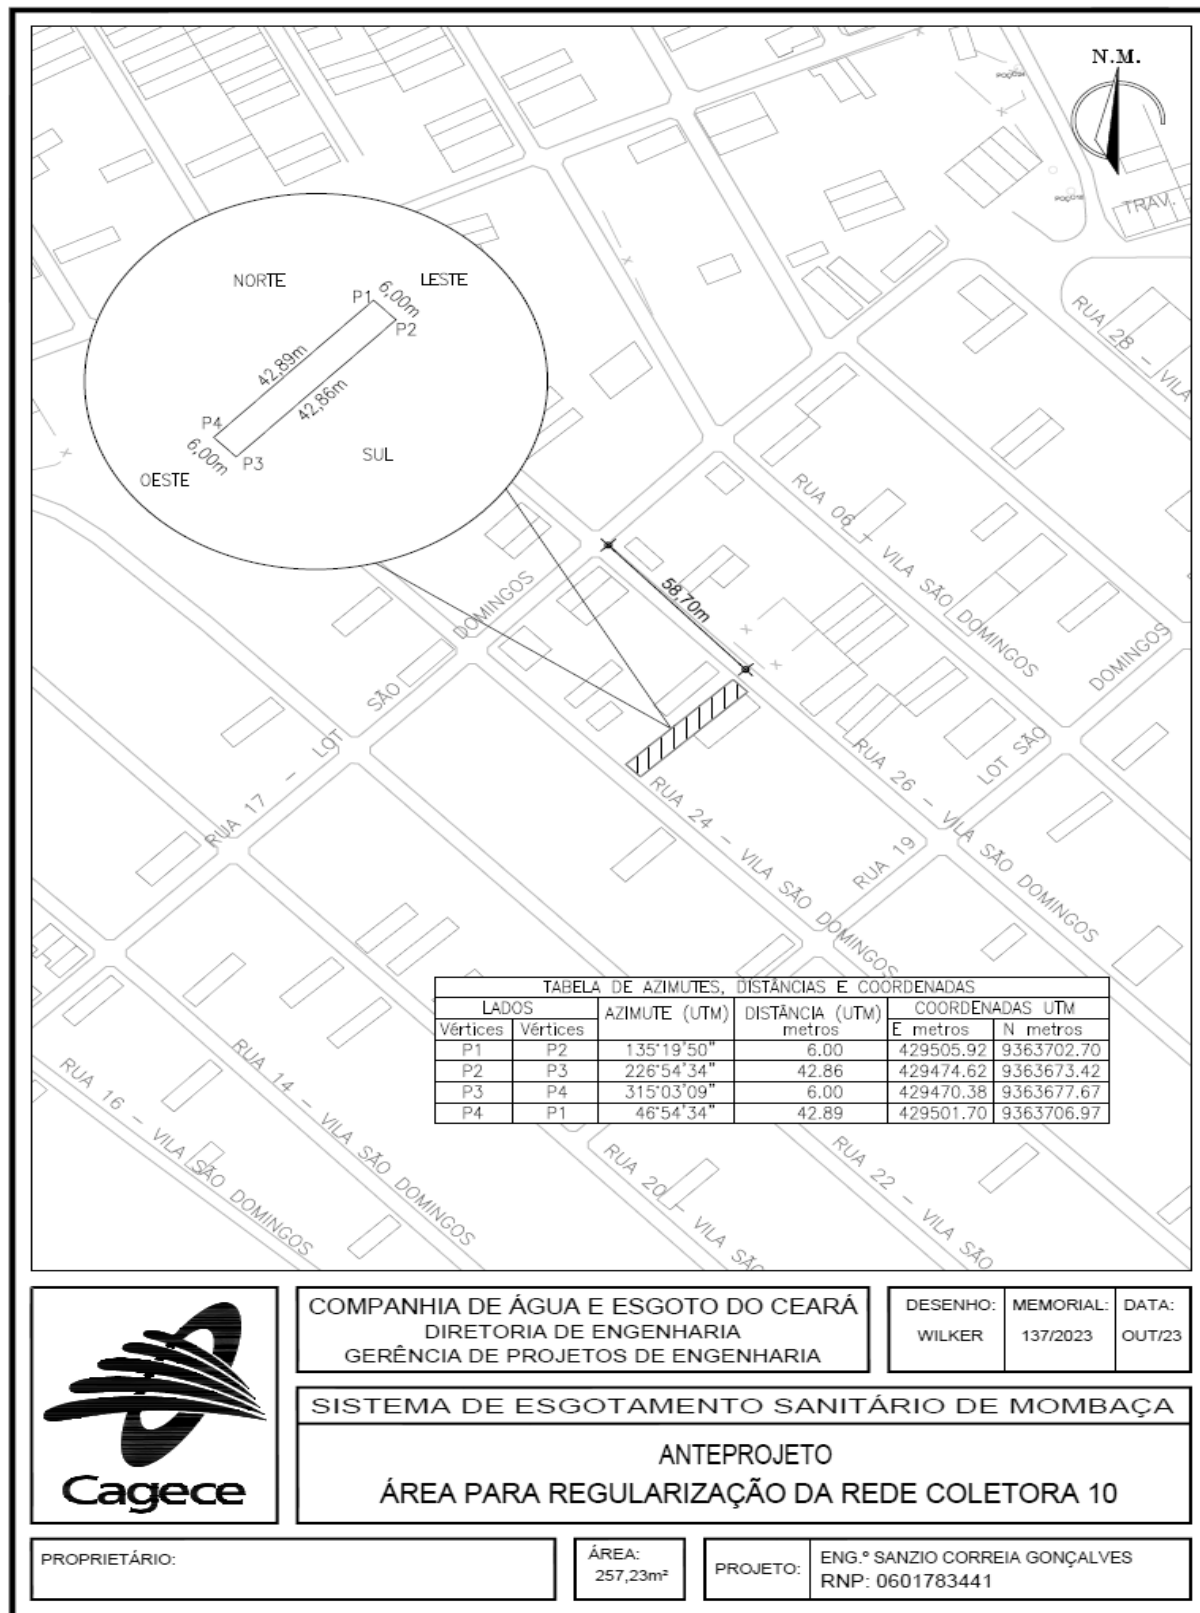 N.M.
TRAV.
RUA 28 – VILA
NORTE
LESTE
P1
6,00m
P2
42,89m
42,86m
P4
6,00m
P3
SUL
OESTE
58,70m
RUA 06 – VILA SÃO DOMINGOS
RUA 17 – LOT SÃO DOMINGOS
RUA 26 – VILA SÃO DOMINGOS
RUA 24 – VILA SÃO DOMINGOS
RUA 19 LOT SÃO DOMINGOS
TABELA DE AZIMUTES, DISTÂNCIAS E COORDENADAS
LADOS AZIMUTE (UTM) DISTÂNCIA (UTM) metros COORDENADAS UTM
Vértices Vértices E metros N metros
P1 P2 135°19'50" 6.00 429505.92 9363702.70
P2 P3 226°54'34" 42.86 429474.62 9363673.42
P3 P4 315°03'09" 6.00 429470.38 9363677.67
P4 P1 46°54'34" 42.89 429501.70 9363706.97
RUA 16 – VILA SÃO DOMINGOS
RUA 14 – VILA SÃO DOMINGOS
RUA 20 – VILA SÃO
RUA 22 – VILA SÃO
Cagece
COMPANHIA DE ÁGUA E ESGOTO DO CEARÁ
DIRETORIA DE ENGENHARIA
GERÊNCIA DE PROJETOS DE ENGENHARIA
DESENHO: WILKER
MEMORIAL: 137/2023
DATA: OUT/23
SISTEMA DE ESGOTAMENTO SANITÁRIO DE MOMBAÇA
ANTEPROJETO
ÁREA PARA REGULARIZAÇÃO DA REDE COLETORA 10
PROPRIETÁRIO:
ÁREA:
257,23m²
PROJETO:
ENG.º SANZIO CORREIA GONÇALVES
RNP: 0601783441